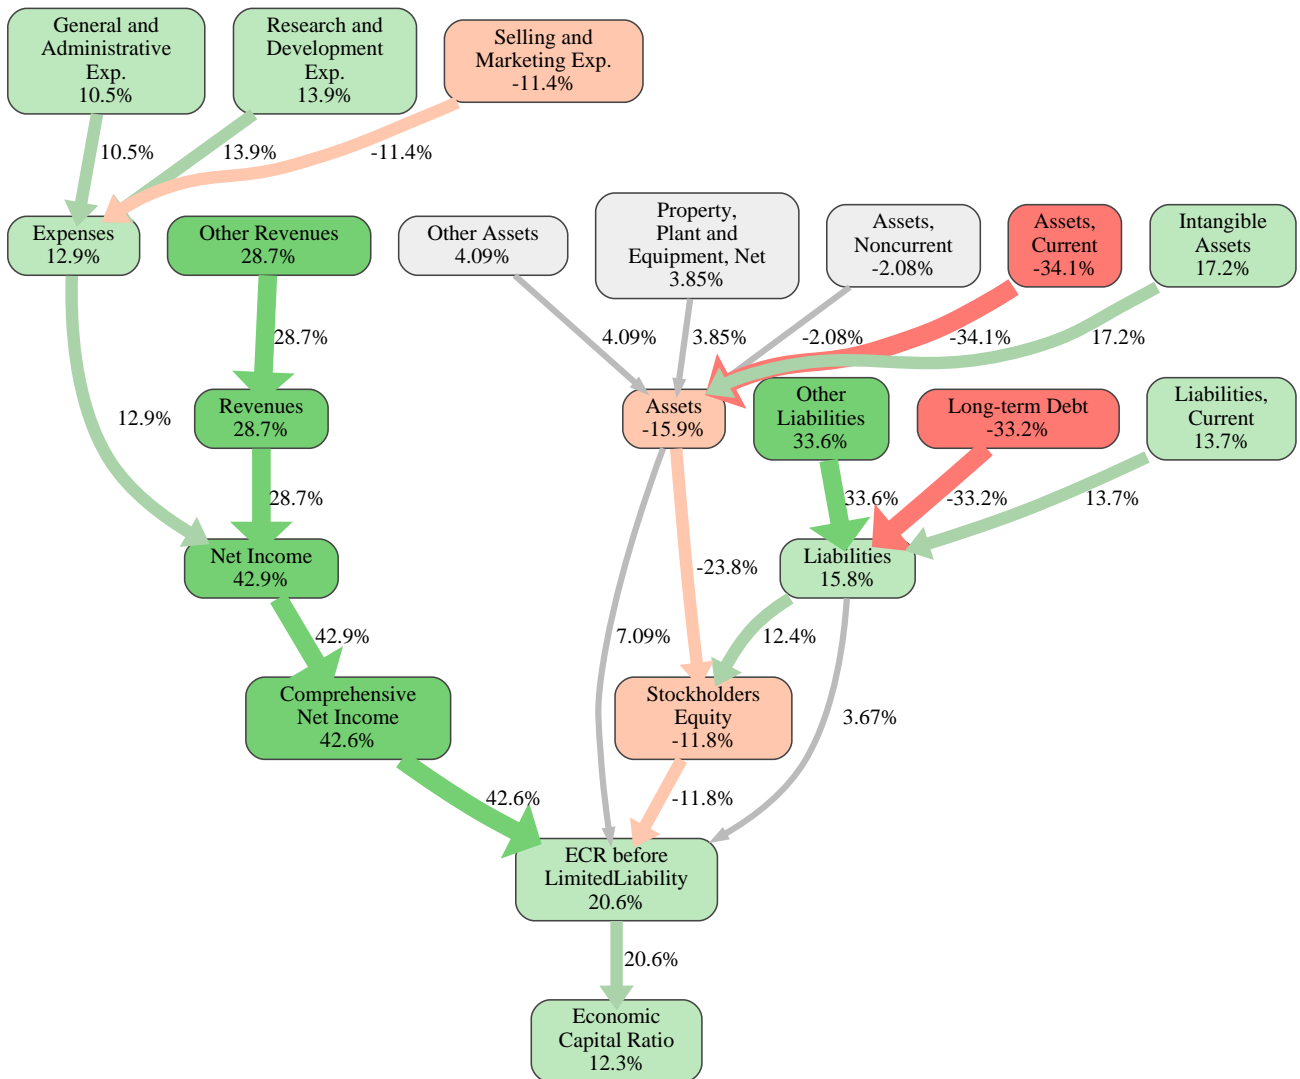 General and
Administrative
Exp.
10.5%
Research and
Development
Exp.
13.9%
Selling and
Marketing Exp.
-11.4%
10.5%
13.9%
-11.4%
Expenses
12.9%
Other Revenues
28.7%
Other Assets
4.09%
Property,
Plant and
Equipment, Net
3.85%
Assets,
Noncurrent
-2.08%
Assets,
Current
-34.1%
Intangible
Assets
17.2%
28.7%
4.09%
3.85%
-2.08%
-34.1%
17.2%
12.9%
Revenues
28.7%
Assets
-15.9%
Other
Liabilities
33.6%
Long-term Debt
-33.2%
Liabilities,
Current
13.7%
28.7%
33.6%
-33.2%
13.7%
Net Income
42.9%
-23.8%
Liabilities
15.8%
42.9%
7.09%
12.4%
3.67%
Comprehensive
Net Income
42.6%
Stockholders
Equity
-11.8%
42.6%
-11.8%
ECR before
LimitedLiability
20.6%
20.6%
Economic
Capital Ratio
12.3%